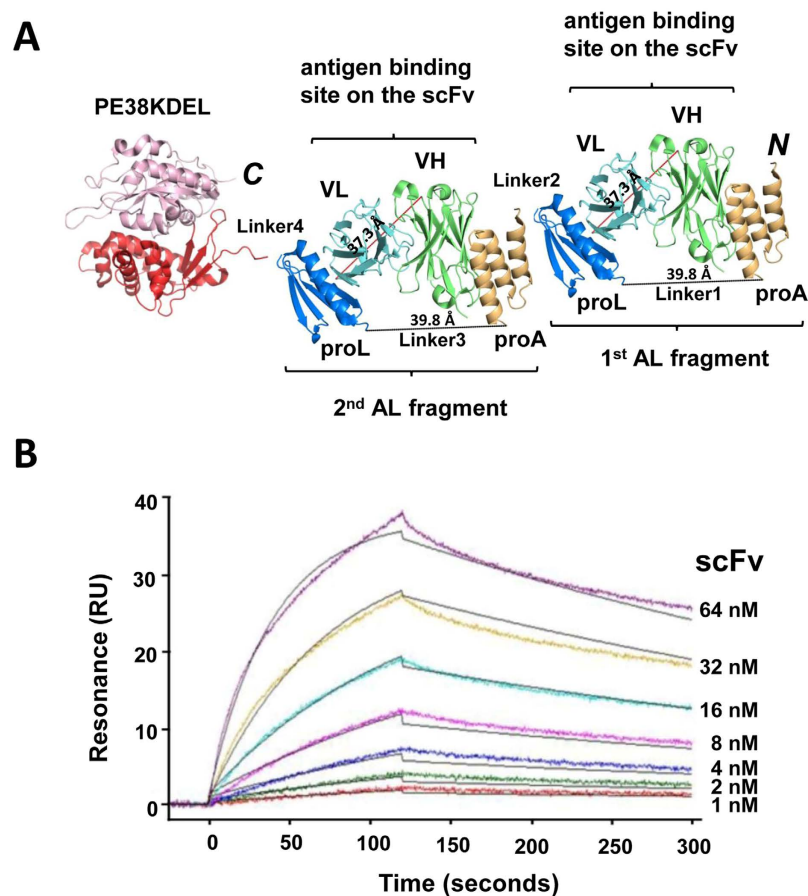 A
antigen binding
site on the scFv
antigen binding
site on the scFv
PE38KDEL
C
VL
VH
VL
VH
N
Linker4
Linker2
37.3 Å
37.3 Å
39.8 Å
Linker1
proA
39.8 Å
Linker3
proL
proA
proL
1st AL fragment
2nd AL fragment
B
Resonance (RU)
40
30
20
10
0
scFv
64 nM
32 nM
16 nM
8 nM
4 nM
2 nM
1 nM
0 50 100 150 200 250 300
Time (seconds)